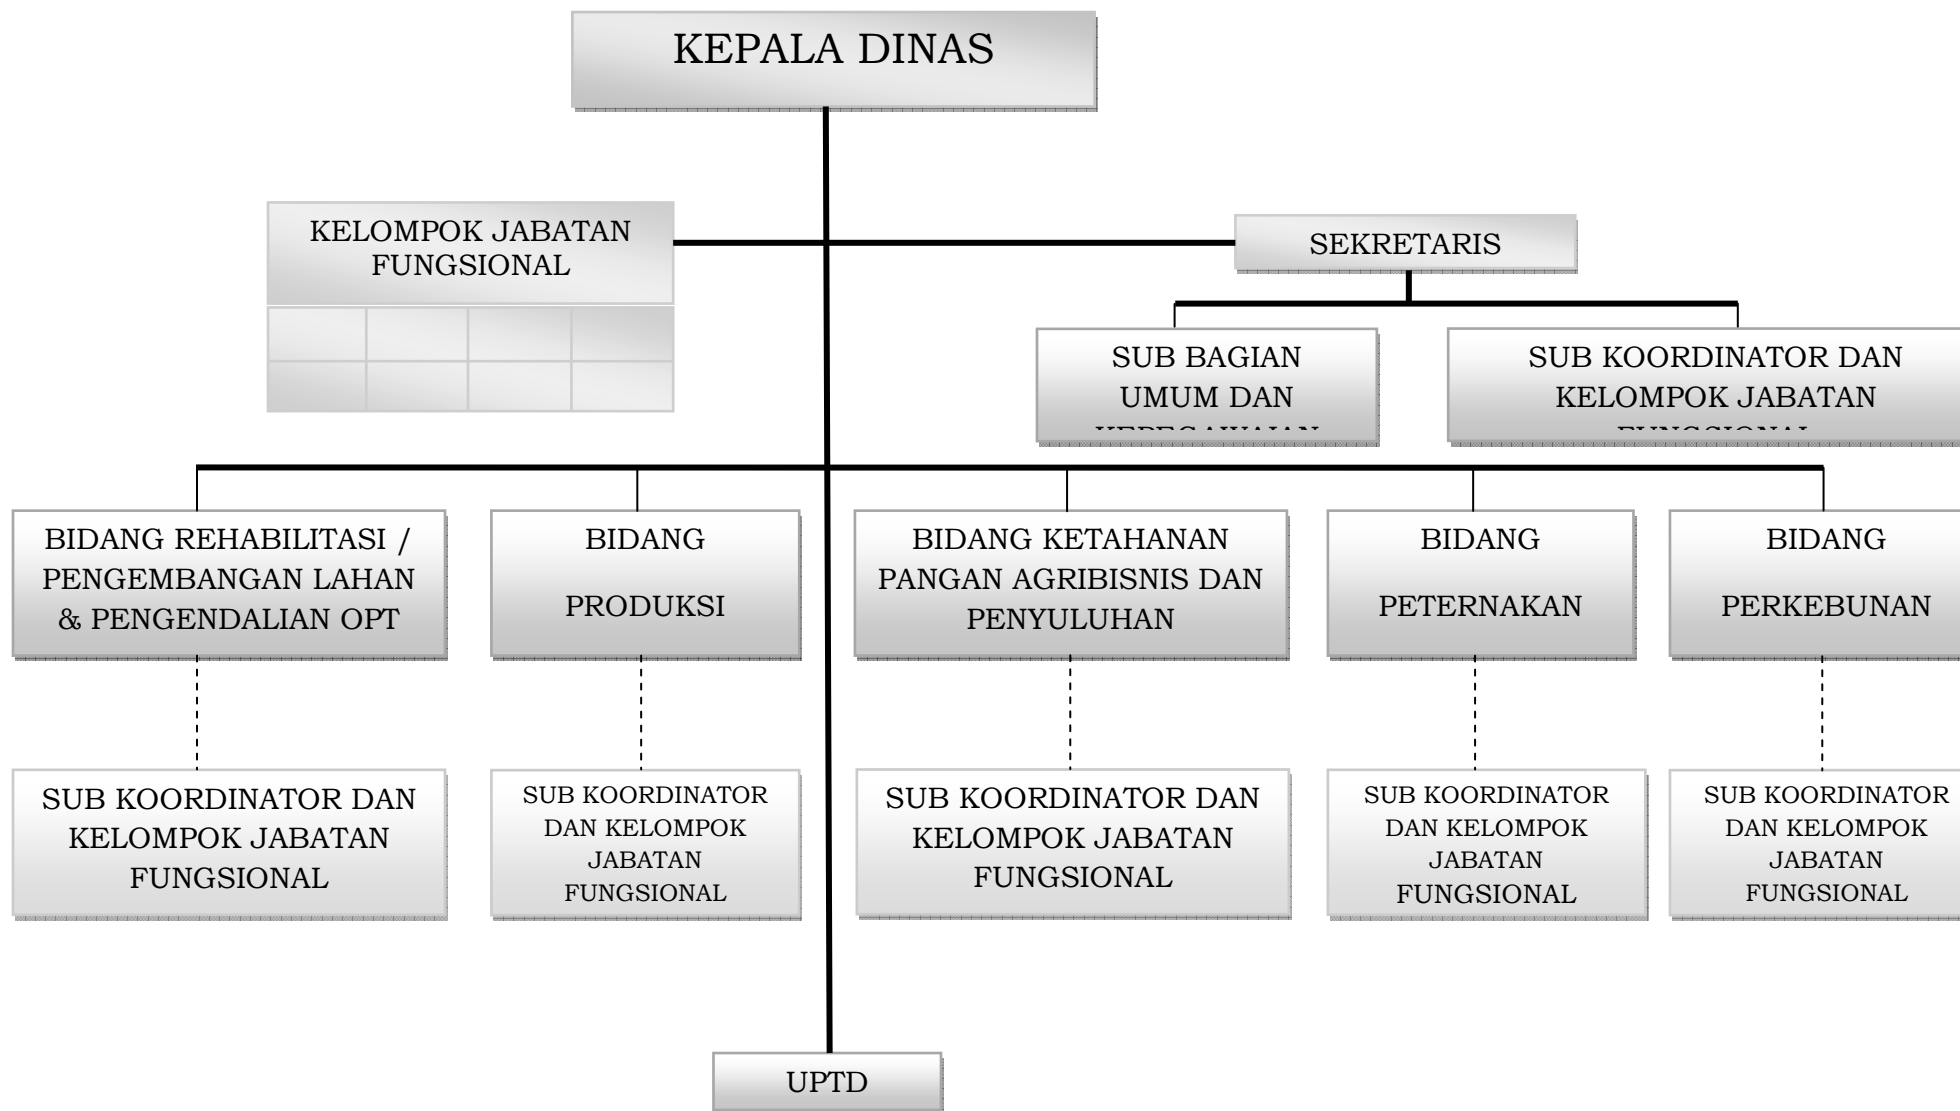 KEPALA DINAS
KELOMPOK JABATAN
FUNGSIONAL
SEKRETARIS
SUB BAGIAN
UMUM DAN
KEPEGAWAIAN
SUB KOORDINATOR DAN
KELOMPOK JABATAN
FUNGSIONAL
BIDANG REHABILITASI /
PENGEMBANGAN LAHAN
& PENGENDALIAN OPT
BIDANG
PRODUKSI
BIDANG KETAHANAN
PANGAN AGRIBISNIS DAN
PENYULUHAN
BIDANG
PETERNAKAN
BIDANG
PERKEBUNAN
SUB KOORDINATOR DAN
KELOMPOK JABATAN
FUNGSIONAL
SUB KOORDINATOR
DAN KELOMPOK
JABATAN
FUNGSIONAL
SUB KOORDINATOR DAN
KELOMPOK JABATAN
FUNGSIONAL
SUB KOORDINATOR
DAN KELOMPOK
JABATAN
FUNGSIONAL
SUB KOORDINATOR
DAN KELOMPOK
JABATAN
FUNGSIONAL
UPTD